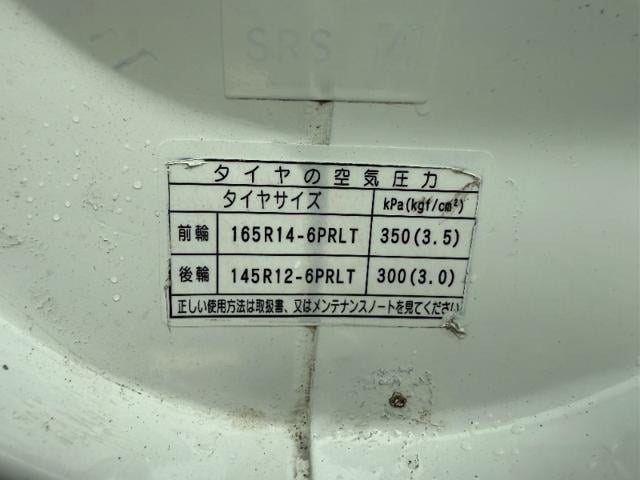 SRS
タイヤの空気圧力
タイヤサイズ kPa(kgf/cm²)
前輪 165R14-6PRLT 350(3.5)
後輪 145R12-6PRLT 300(3.0)
正しい使用方法は取扱書、又はメンテナンスノートを見てください